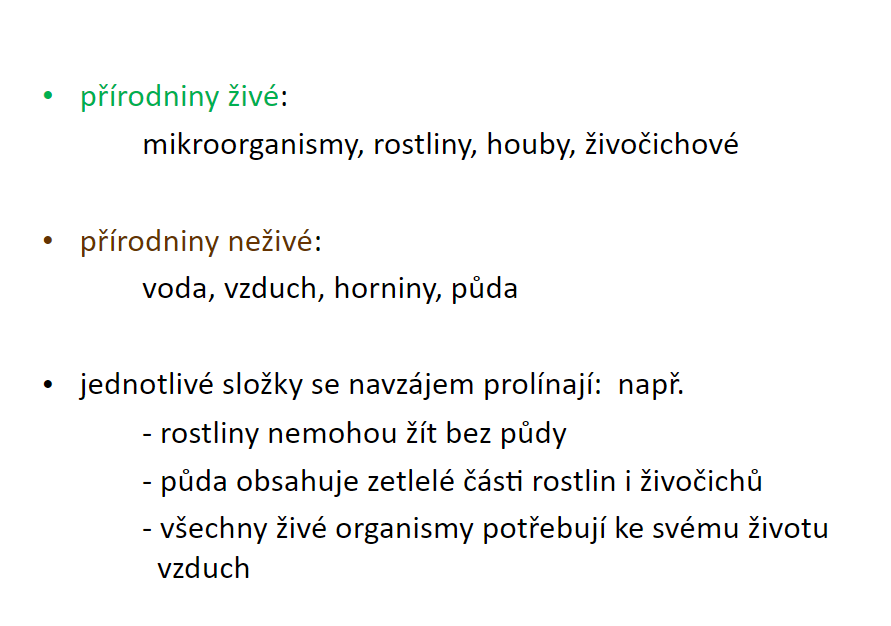 • přírodniny živé:
mikroorganismy, rostliny, houby, živočichové
• přírodniny neživé:
voda, vzduch, horniny, půda
• jednotlivé složky se navzájem prolínají:  např.
- rostliny nemohou žít bez půdy
- půda obsahuje zetlelé části rostlin i živočichů
- všechny živé organismy potřebují ke svému životu
vzduch